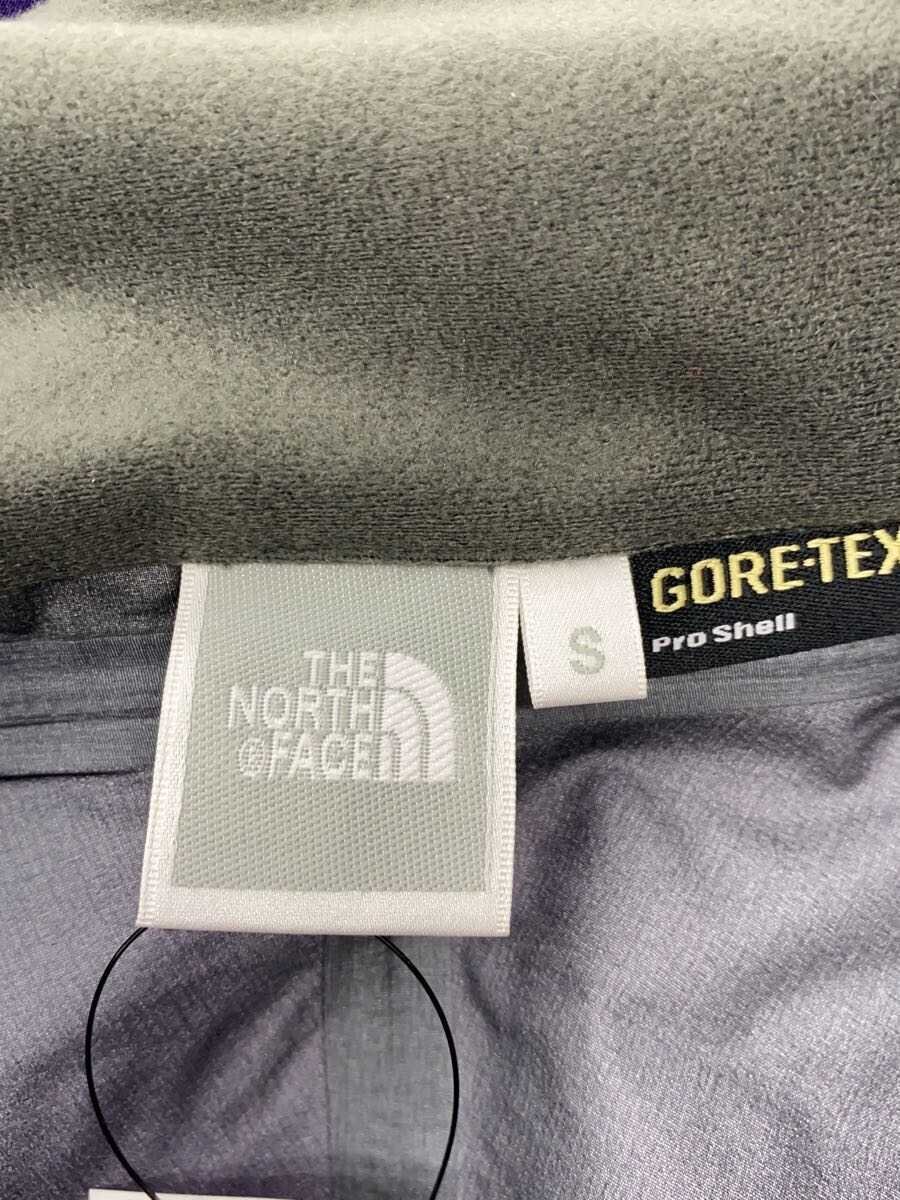 THE
NORTH
FACE
S
GORE-TEX
Pro Shell